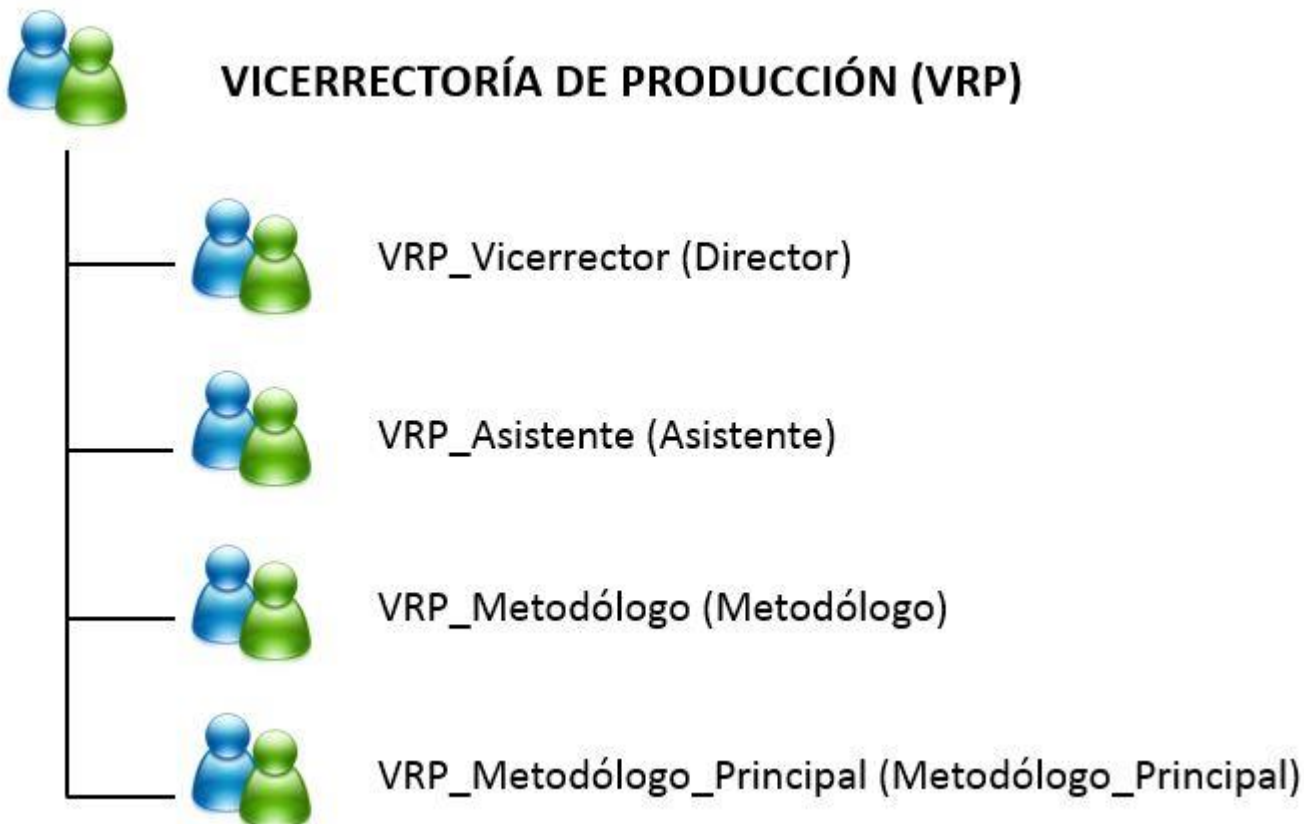 VICERRECTORÍA DE PRODUCCIÓN (VRP)
VRP_Vicerrector (Director)
VRP_Asistente (Asistente)
VRP_Metodólogo (Metodólogo)
VRP_Metodólogo_Principal (Metodólogo_Principal)